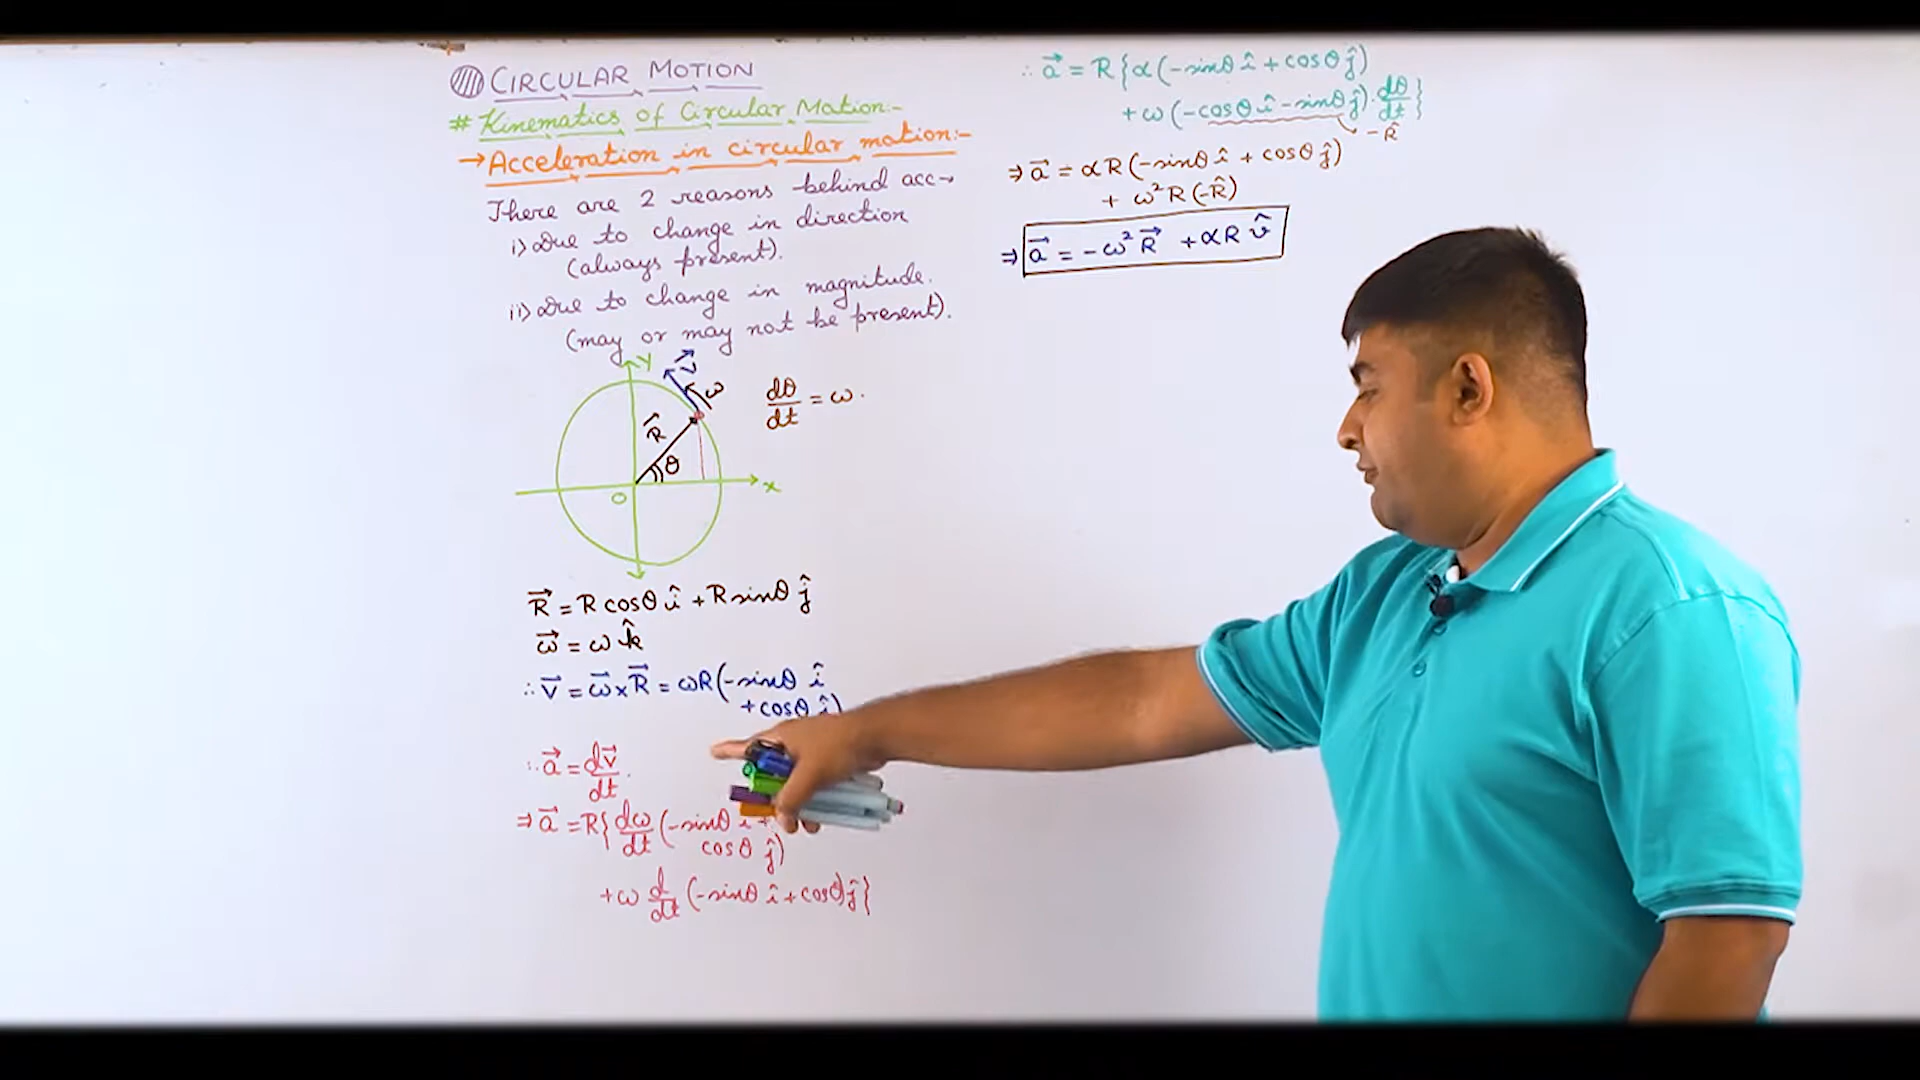 CIRCULAR MOTION
# Kinematics of Circular Motion:-
→ Acceleration in circular motion:-
There are 2 reasons behind acc→
i) Due to change in direction
(always present).
ii) Due to change in magnitude.
(may or may not be present).
Y
V⃗
ω
R⃗
θ
O
x
dθ/dt = ω.
R⃗ = R cosθ î + R sinθ ĵ
ω⃗ = ω k̂
∴ V⃗ = ω⃗ × R⃗ = ωR(-sinθ î
+cosθ ĵ)
∴ a⃗ = dv⃗/dt.
⇒ a⃗ = R{dω/dt (-sinθ î +
cosθ ĵ)
+ω d/dt (-sinθ î + cosθ) ĵ}
∴ a⃗ = R{α(-sinθ î + cosθ ĵ)
+ω(-cosθ î - sinθ ĵ).dθ/dt}
-R̂
⇒ a⃗ = αR(-sinθ î + cosθ ĵ)
+ ω²R(-R̂)
⇒ a⃗ = -ω²R⃗ + αR v̂